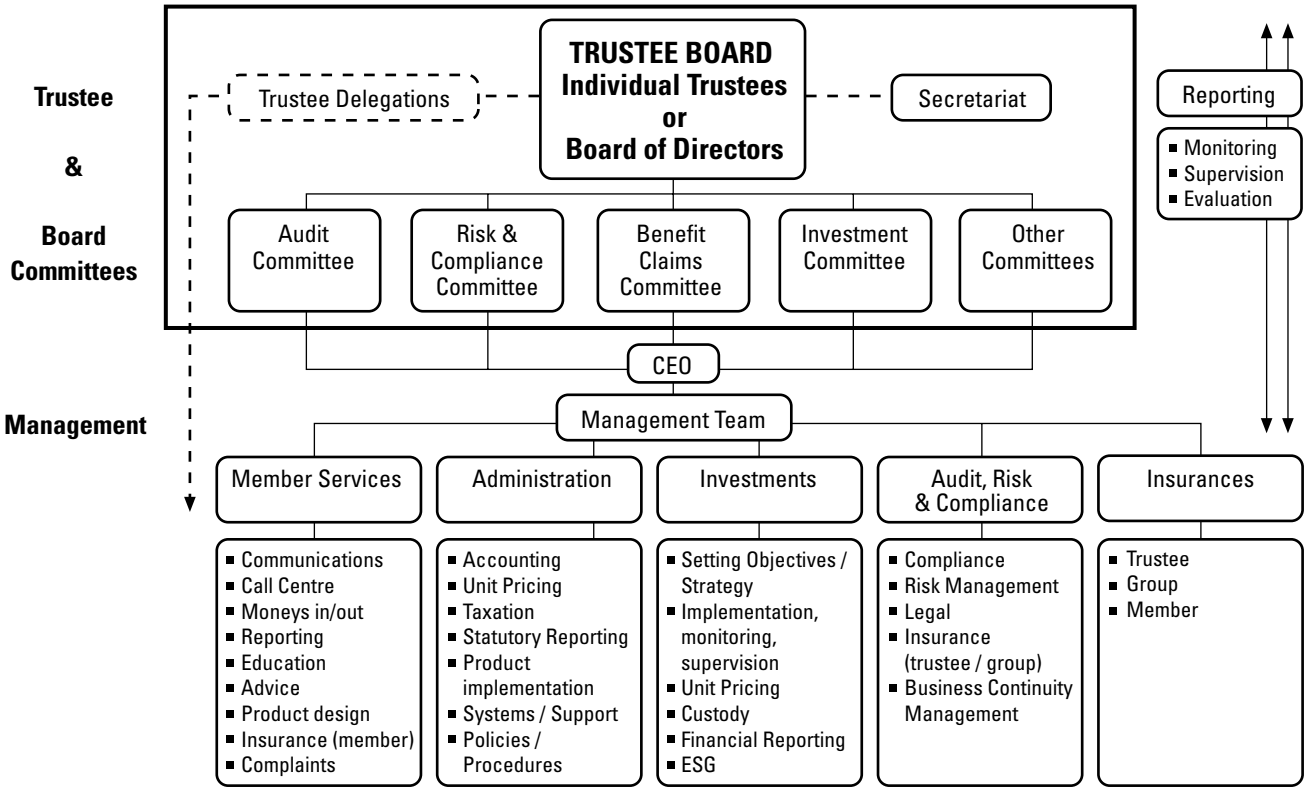 TRUSTEE BOARD
Individual Trustees
or
Board of Directors
Trustee Delegations
Secretariat
Reporting
▪ Monitoring
▪ Supervision
▪ Evaluation
Trustee
&
Board
Committees
Audit
Committee
Risk &
Compliance
Committee
Benefit
Claims
Committee
Investment
Committee
Other
Committees
CEO
Management
Management Team
Member Services
Administration
Investments
Audit, Risk
& Compliance
Insurances
▪ Communications
▪ Call Centre
▪ Moneys in/out
▪ Reporting
▪ Education
▪ Advice
▪ Product design
▪ Insurance (member)
▪ Complaints
▪ Accounting
▪ Unit Pricing
▪ Taxation
▪ Statutory Reporting
▪ Product
implementation
▪ Systems / Support
▪ Policies /
Procedures
▪ Setting Objectives /
Strategy
▪ Implementation,
monitoring,
supervision
▪ Unit Pricing
▪ Custody
▪ Financial Reporting
▪ ESG
▪ Compliance
▪ Risk Management
▪ Legal
▪ Insurance
(trustee / group)
▪ Business Continuity
Management
▪ Trustee
▪ Group
▪ Member